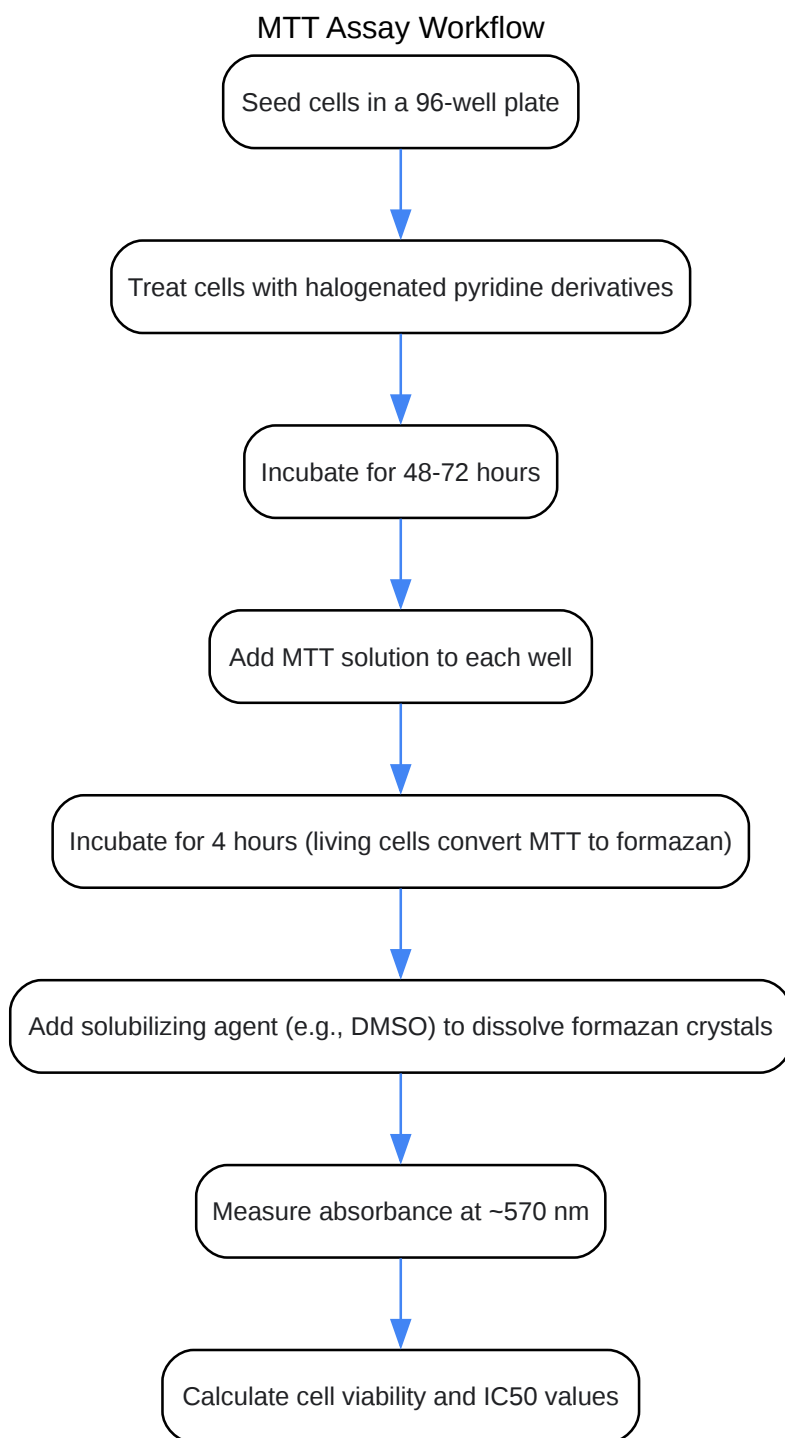 MTT Assay Workflow
Seed cells in a 96-well plate
Treat cells with halogenated pyridine derivatives
Incubate for 48-72 hours
Add MTT solution to each well
Incubate for 4 hours (living cells convert MTT to formazan)
Add solubilizing agent (e.g., DMSO) to dissolve formazan crystals
Measure absorbance at ~570 nm
Calculate cell viability and IC50 values